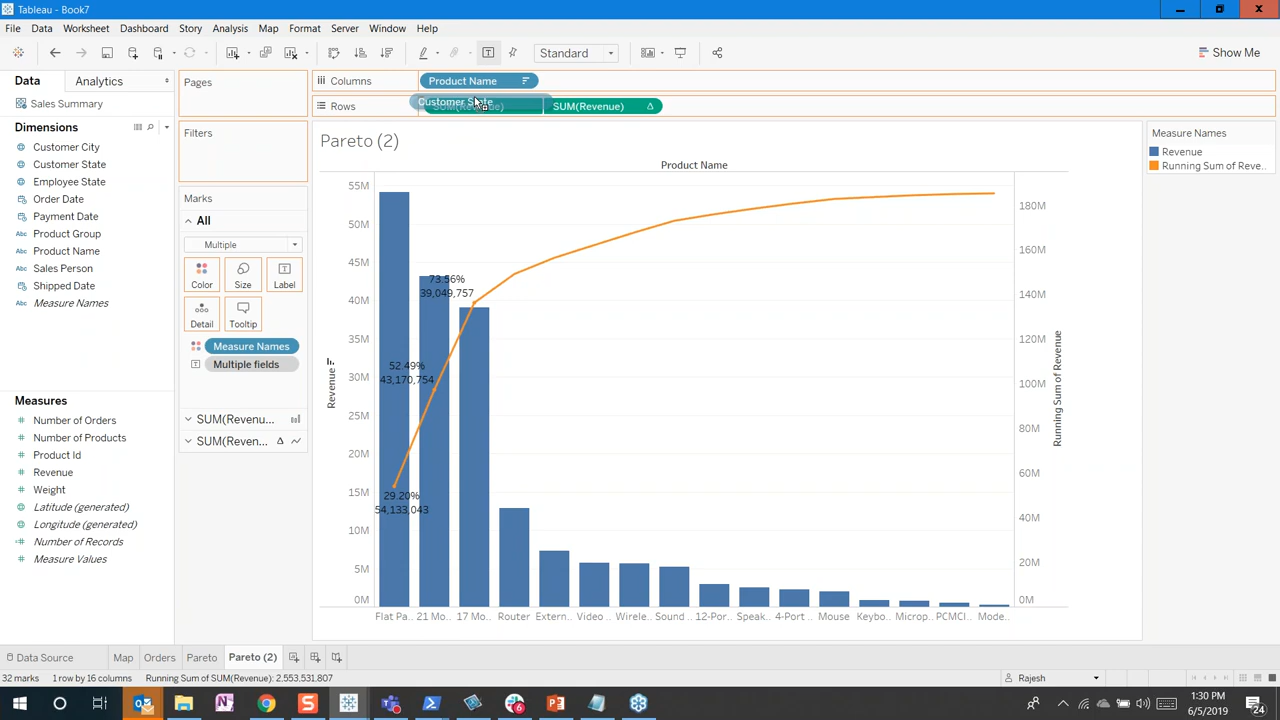 Tableau - Book7
File Data Worksheet Dashboard Story Analysis Map Format Server Window Help
Standard
Show Me
Data Analytics
Sales Summary
Dimensions
Customer City
Customer State
Employee State
Order Date
Payment Date
Abc Product Group
Abc Product Name
Abc Sales Person
Shipped Date
Abc Measure Names
Measures
Number of Orders
Number of Products
Product Id
Revenue
Weight
Latitude (generated)
Longitude (generated)
Number of Records
Measure Values
Pages
Filters
Marks
All
Multiple
Color Size Label
Detail Tooltip
Measure Names
Multiple fields
SUM(Revenu...
SUM(Reven... Δ
Columns Product Name
Customer State
Rows SUM(Revenue) Δ
Pareto (2)
Product Name
55M
50M
45M
40M
35M
30M
25M
20M
15M
10M
5M
0M
Revenue
73.56%
39,049,757
52.49%
43,170,754
29.20%
54,133,043
180M
160M
140M
120M
100M
80M
60M
40M
20M
0M
Running Sum of Revenue
Flat Pa.. 21 Mo.. 17 Mo.. Router Extern.. Video .. Wirele.. Sound .. 12-Por.. Speak.. 4-Port .. Mouse Keybo.. Microp.. PCMCI.. Mode..
Measure Names
Revenue
Running Sum of Reve..
Data Source Map Orders Pareto Pareto (2)
32 marks 1 row by 16 columns Running Sum of SUM(Revenue): 2,553,531,807 Rajesh
1:30 PM
6/5/2019
24